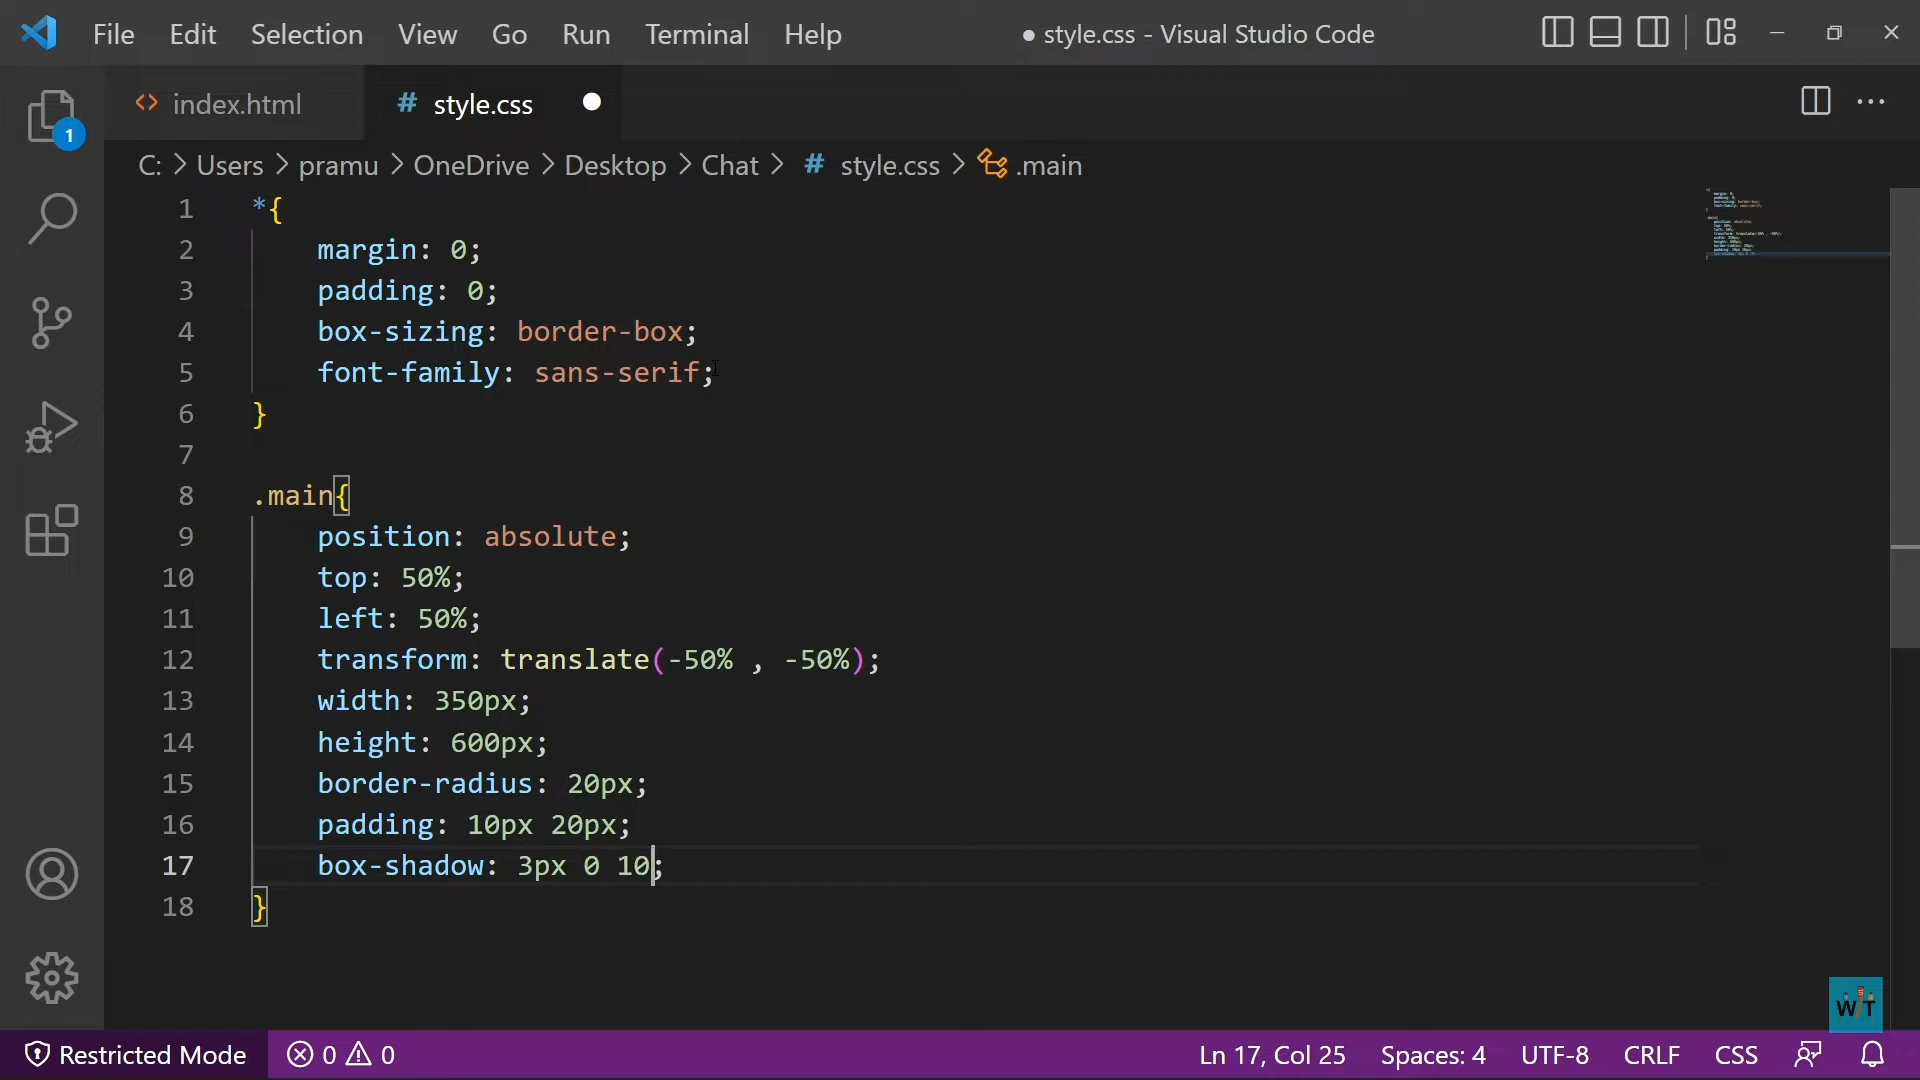 File Edit Selection View Go Run Terminal Help ● style.css - Visual Studio Code
<> index.html # style.css ●
1
C: > Users > pramu > OneDrive > Desktop > Chat > # style.css > .main
1 *{
2 margin: 0;
3 padding: 0;
4 box-sizing: border-box;
5 font-family: sans-serif;
6 }
7
8 .main{
9 position: absolute;
10 top: 50%;
11 left: 50%;
12 transform: translate(-50% , -50%);
13 width: 350px;
14 height: 600px;
15 border-radius: 20px;
16 padding: 10px 20px;
17 box-shadow: 3px 0 10;
18 }
WiT
Restricted Mode 0 0 Ln 17, Col 25 Spaces: 4 UTF-8 CRLF CSS